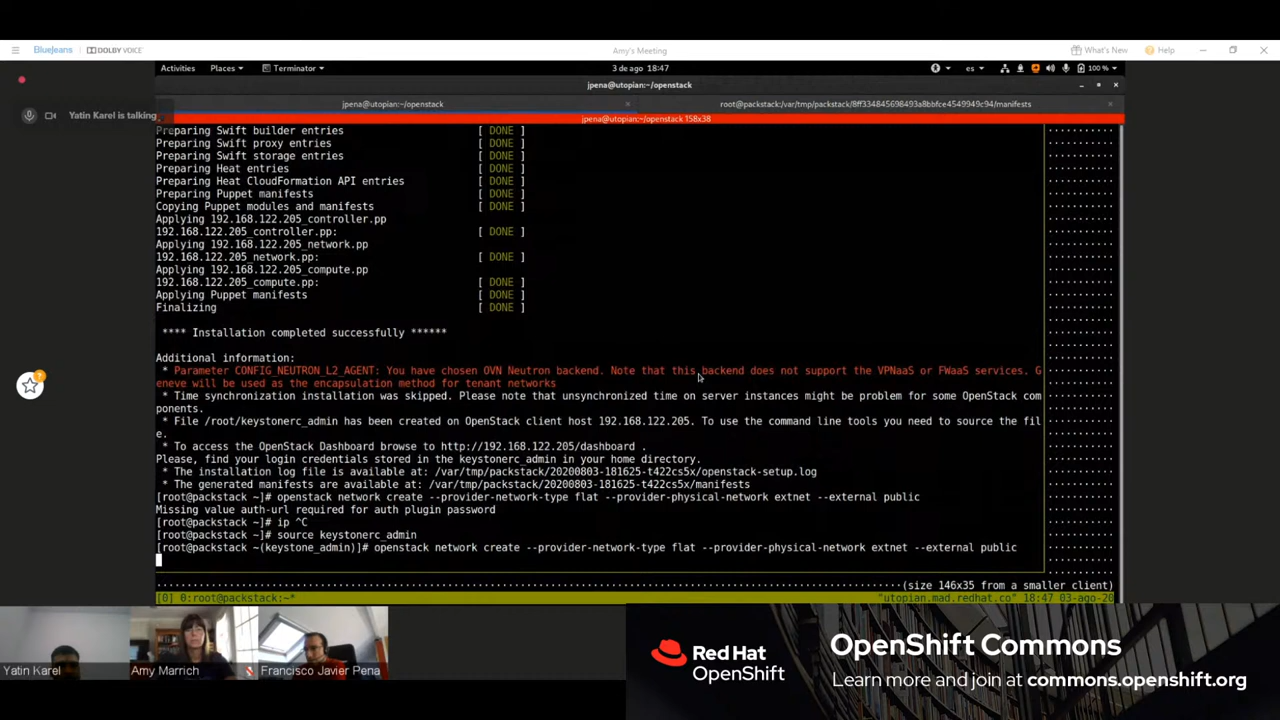 BlueJeans DOLBY VOICE
Amy's Meeting
What's New
Help
Activities Places Terminator
3 de ago 18:47
es
100 %
jpena@utopian:~/openstack
Yatin Karel is talking
jpena@utopian:~/openstack
root@packstack:/var/tmp/packstack/8ff334845698493a8bbfce4549949c94/manifests
jpena@utopian:~/openstack 158x38
Preparing Swift builder entries [ DONE ]
Preparing Swift proxy entries [ DONE ]
Preparing Swift storage entries [ DONE ]
Preparing Heat entries [ DONE ]
Preparing Heat CloudFormation API entries [ DONE ]
Preparing Puppet manifests [ DONE ]
Copying Puppet modules and manifests [ DONE ]
Applying 192.168.122.205_controller.pp
192.168.122.205_controller.pp: [ DONE ]
Applying 192.168.122.205_network.pp
192.168.122.205_network.pp: [ DONE ]
Applying 192.168.122.205_compute.pp
192.168.122.205_compute.pp: [ DONE ]
Applying Puppet manifests [ DONE ]
Finalizing [ DONE ]
**** Installation completed successfully ******
Additional information:
* Parameter CONFIG_NEUTRON_L2_AGENT: You have chosen OVN Neutron backend. Note that this backend does not support the VPNaaS or FWaaS services. G
eneve will be used as the encapsulation method for tenant networks
* Time synchronization installation was skipped. Please note that unsynchronized time on server instances might be problem for some OpenStack com
ponents.
* File /root/keystonerc_admin has been created on OpenStack client host 192.168.122.205. To use the command line tools you need to source the fil
e.
* To access the OpenStack Dashboard browse to http://192.168.122.205/dashboard .
Please, find your login credentials stored in the keystonerc_admin in your home directory.
* The installation log file is available at: /var/tmp/packstack/20200803-181625-t422cs5x/openstack-setup.log
* The generated manifests are available at: /var/tmp/packstack/20200803-181625-t422cs5x/manifests
[root@packstack ~]# openstack network create --provider-network-type flat --provider-physical-network extnet --external public
Missing value auth-url required for auth plugin password
[root@packstack ~]# ip ^C
[root@packstack ~]# source keystonerc_admin
[root@packstack ~(keystone_admin)]# openstack network create --provider-network-type flat --provider-physical-network extnet --external public
(size 146x35 from a smaller client)
[0] 0:root@packstack:~* "utopian.mad.redhat.co" 18:47 03-ago-20
Yatin Karel
Amy Marrich
Francisco Javier Pena
Red Hat
OpenShift
OpenShift Commons
Learn more and join at commons.openshift.org